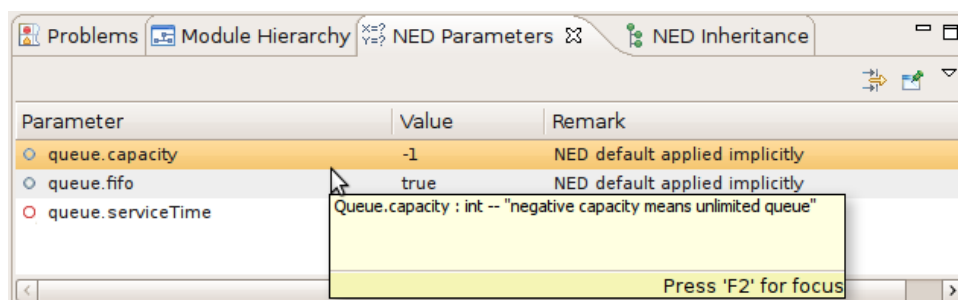 Problems Module Hierarchy X=? Y=? NED Parameters NED Inheritance
Parameter Value Remark
queue.capacity -1 NED default applied implicitly
queue.fifo true NED default applied implicitly
queue.serviceTime
Queue.capacity : int -- "negative capacity means unlimited queue"
Press 'F2' for focus